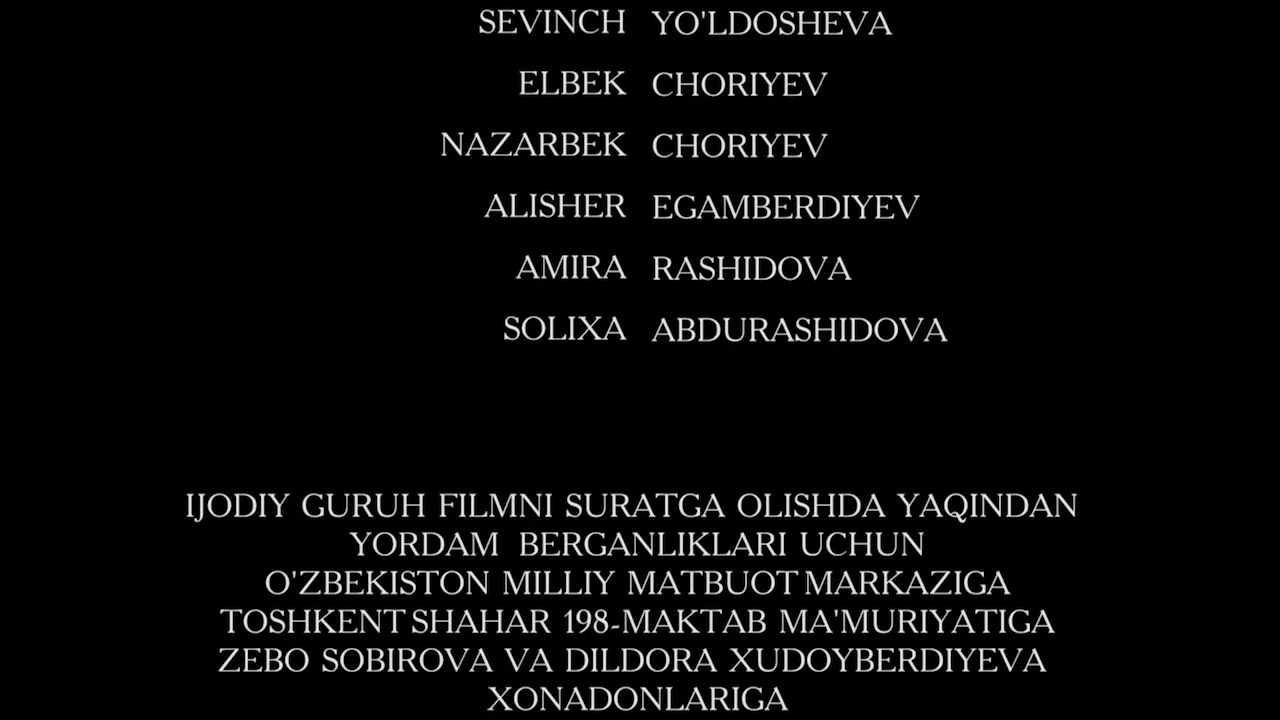 SEVINCH YO'LDOSHEVA
ELBEK CHORIYEV
NAZARBEK CHORIYEV
ALISHER EGAMBERDIYEV
AMIRA RASHIDOVA
SOLIXA ABDURASHIDOVA
IJODIY GURUH FILMNI SURATGA OLISHDA YAQINDAN
YORDAM BERGANLIKLARI UCHUN
O'ZBEKISTON MILLIY MATBUOT MARKAZIGA
TOSHKENT SHAHAR 198-MAKTAB MA'MURIYATIGA
ZEBO SOBIROVA VA DILDORA XUDOYBERDIYEVA
XONADONLARIGA